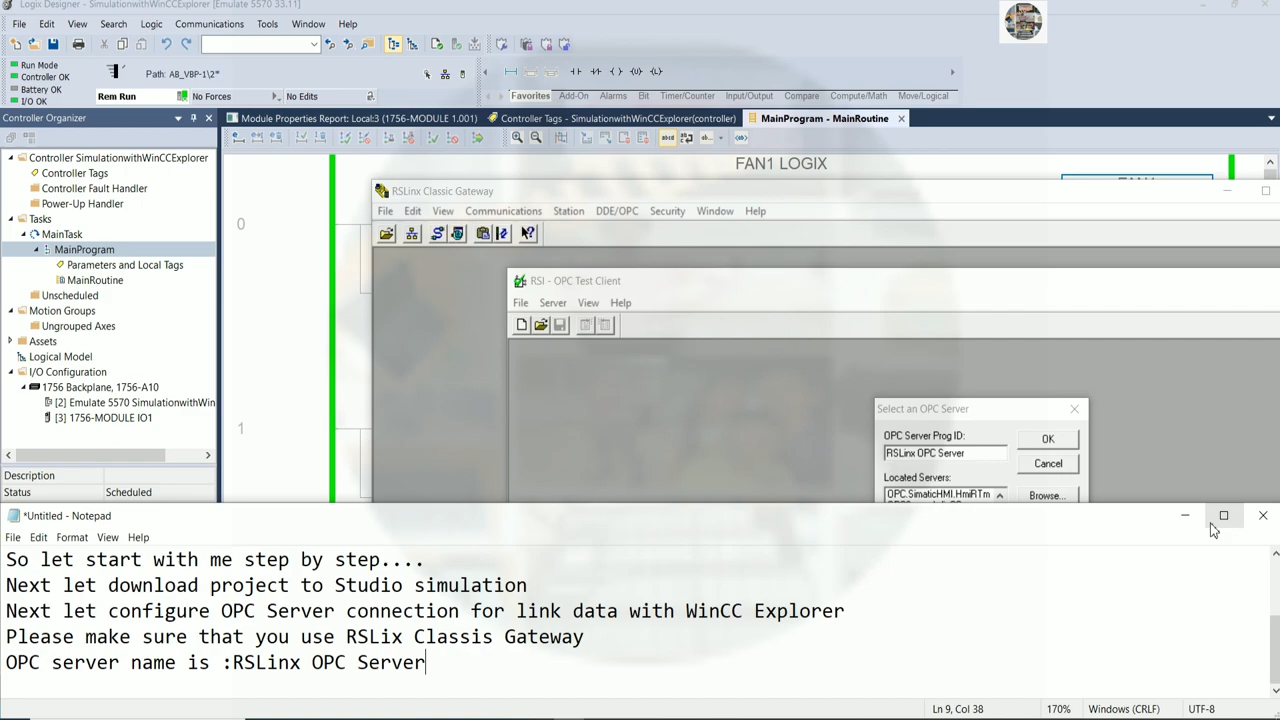 Logix Designer - SimulationwithWinCCExplorer [Emulate 5570 33.11]
File Edit View Search Logic Communications Tools Window Help
Run Mode
Controller OK
Battery OK
I/O OK
Path: AB_VBP-1\2*
Rem Run No Forces No Edits
Favorites Add-On Alarms Bit Timer/Counter Input/Output Compare Compute/Math Move/Logical
Controller Organizer
Module Properties Report: Local:3 (1756-MODULE 1.001) Controller Tags - SimulationwithWinCCExplorer(controller) MainProgram - MainRoutine
Controller SimulationwithWinCCExplorer
Controller Tags
Controller Fault Handler
Power-Up Handler
Tasks
MainTask
MainProgram
Parameters and Local Tags
MainRoutine
Unscheduled
Motion Groups
Ungrouped Axes
Assets
Logical Model
I/O Configuration
1756 Backplane, 1756-A10
[2] Emulate 5570 SimulationwithWin
[3] 1756-MODULE IO1
Description
Status Scheduled
FAN1 LOGIX
0
1
RSLinx Classic Gateway
File Edit View Communications Station DDE/OPC Security Window Help
RSI - OPC Test Client
File Server View Help
Select an OPC Server
OPC Server Prog ID:
RSLinx OPC Server
OK
Cancel
Located Servers:
OPC.SimaticHMI.HmiRTm
Browse...
*Untitled - Notepad
File Edit Format View Help
So let start with me step by step....
Next let download project to Studio simulation
Next let configure OPC Server connection for link data with WinCC Explorer
Please make sure that you use RSLix Classis Gateway
OPC server name is :RSLinx OPC Server
Ln 9, Col 38 170% Windows (CRLF) UTF-8